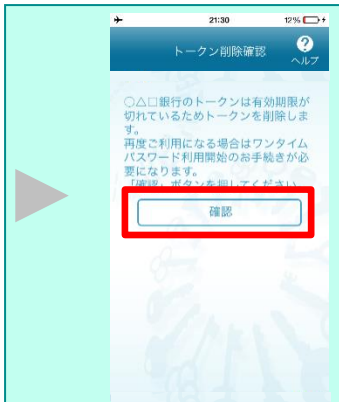 21:30
12%
トークン削除確認
?
ヘルプ
○△□銀行のトークンは有効期限が
切れているためトークンを削除しま
す。
再度ご利用になる場合はワンタイム
パスワード利用開始のお手続きが必
要になります。
「確認」ボタンを押してください。
確認